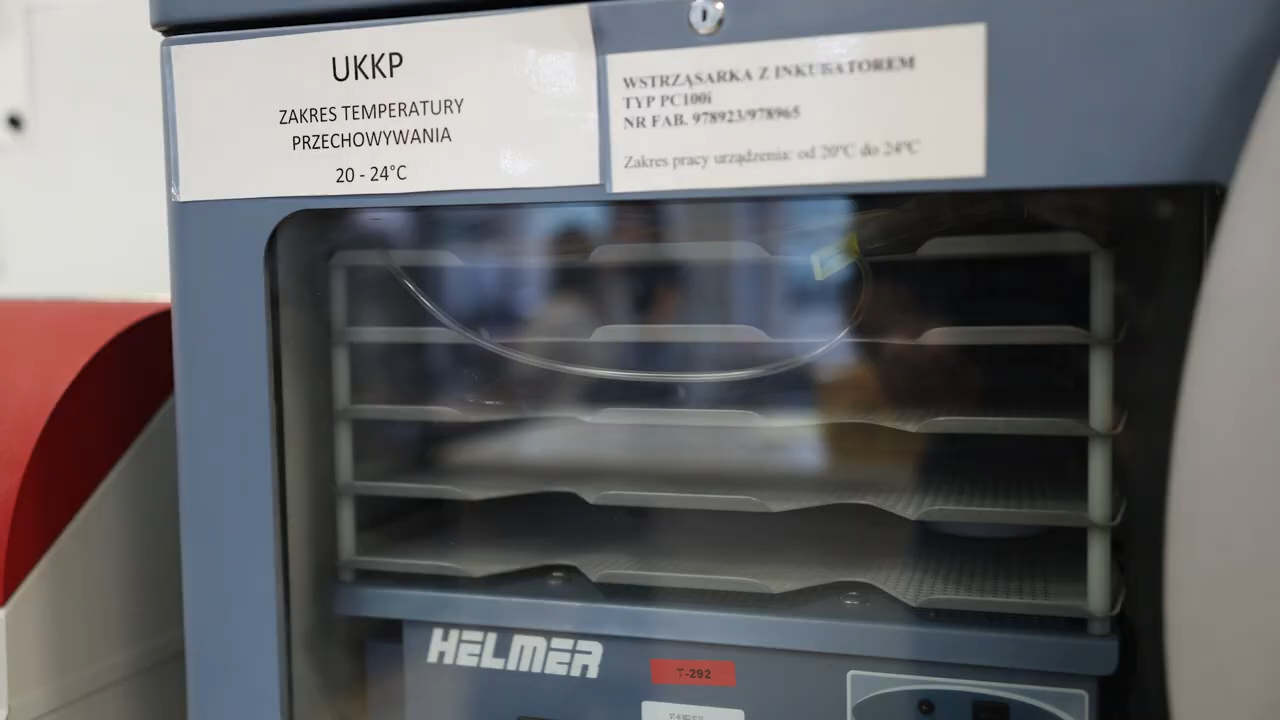 UKKP
ZAKRES TEMPERATURY
PRZECHOWYWANIA
20 - 24°C
WSTRZĄSARKA Z INKUBATOREM
TYP PC100i
NR FAB. 978923/978965
Zakres pracy urządzenia: od 20°C do 24°C
HELMER
T-292